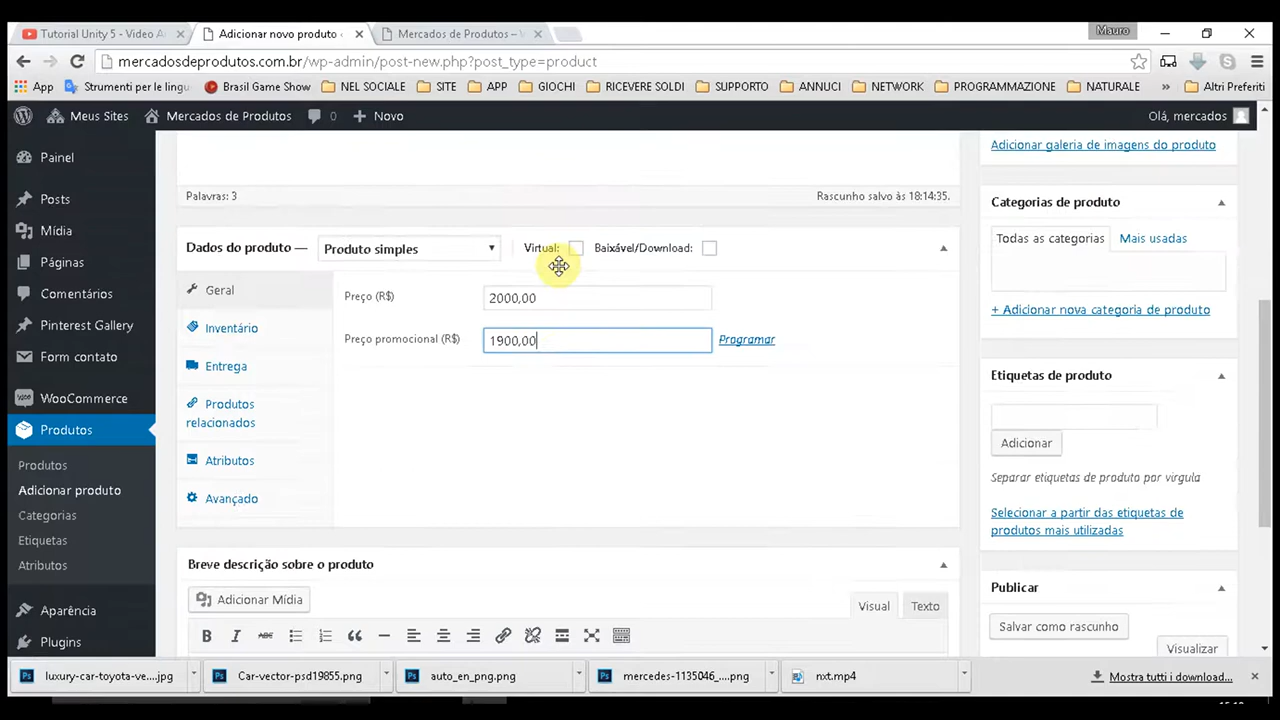 Mauro
Tutorial Unity 5 - Video A
Adicionar novo produto
Mercados de Produtos –
mercadosdeprodutos.com.br/wp-admin/post-new.php?post_type=product
App
Strumenti per le lingu
Brasil Game Show
NEL SOCIALE
SITE
APP
GIOCHI
RICEVERE SOLDI
SUPPORTO
ANNUCI
NETWORK
PROGRAMMAZIONE
NATURALE
»
Altri Preferiti
Meus Sites
Mercados de Produtos
0
Novo
Olá, mercados
Painel
Posts
Mídia
Páginas
Comentários
Pinterest Gallery
Form contato
WooCommerce
Produtos
Produtos
Adicionar produto
Categorias
Etiquetas
Atributos
Aparência
Plugins
Palavras: 3
Rascunho salvo às 18:14:35.
Dados do produto —
Produto simples
Virtual:
Baixável/Download:
Geral
Inventário
Entrega
Produtos
relacionados
Atributos
Avançado
Preço (R$)
2000,00
Preço promocional (R$)
1900,00
Programar
Breve descrição sobre o produto
Adicionar Mídia
Visual
Texto
B
I
ABC
Adicionar galeria de imagens do produto
Categorias de produto
Todas as categorias
Mais usadas
+ Adicionar nova categoria de produto
Etiquetas de produto
Adicionar
Separar etiquetas de produto por vírgula
Selecionar a partir das etiquetas de
produtos mais utilizadas
Publicar
Salvar como rascunho
Visualizar
luxury-car-toyota-ve....jpg
Car-vector-psd19855.png
auto_en_png.png
mercedes-1135046_....png
nxt.mp4
Mostra tutti i download...